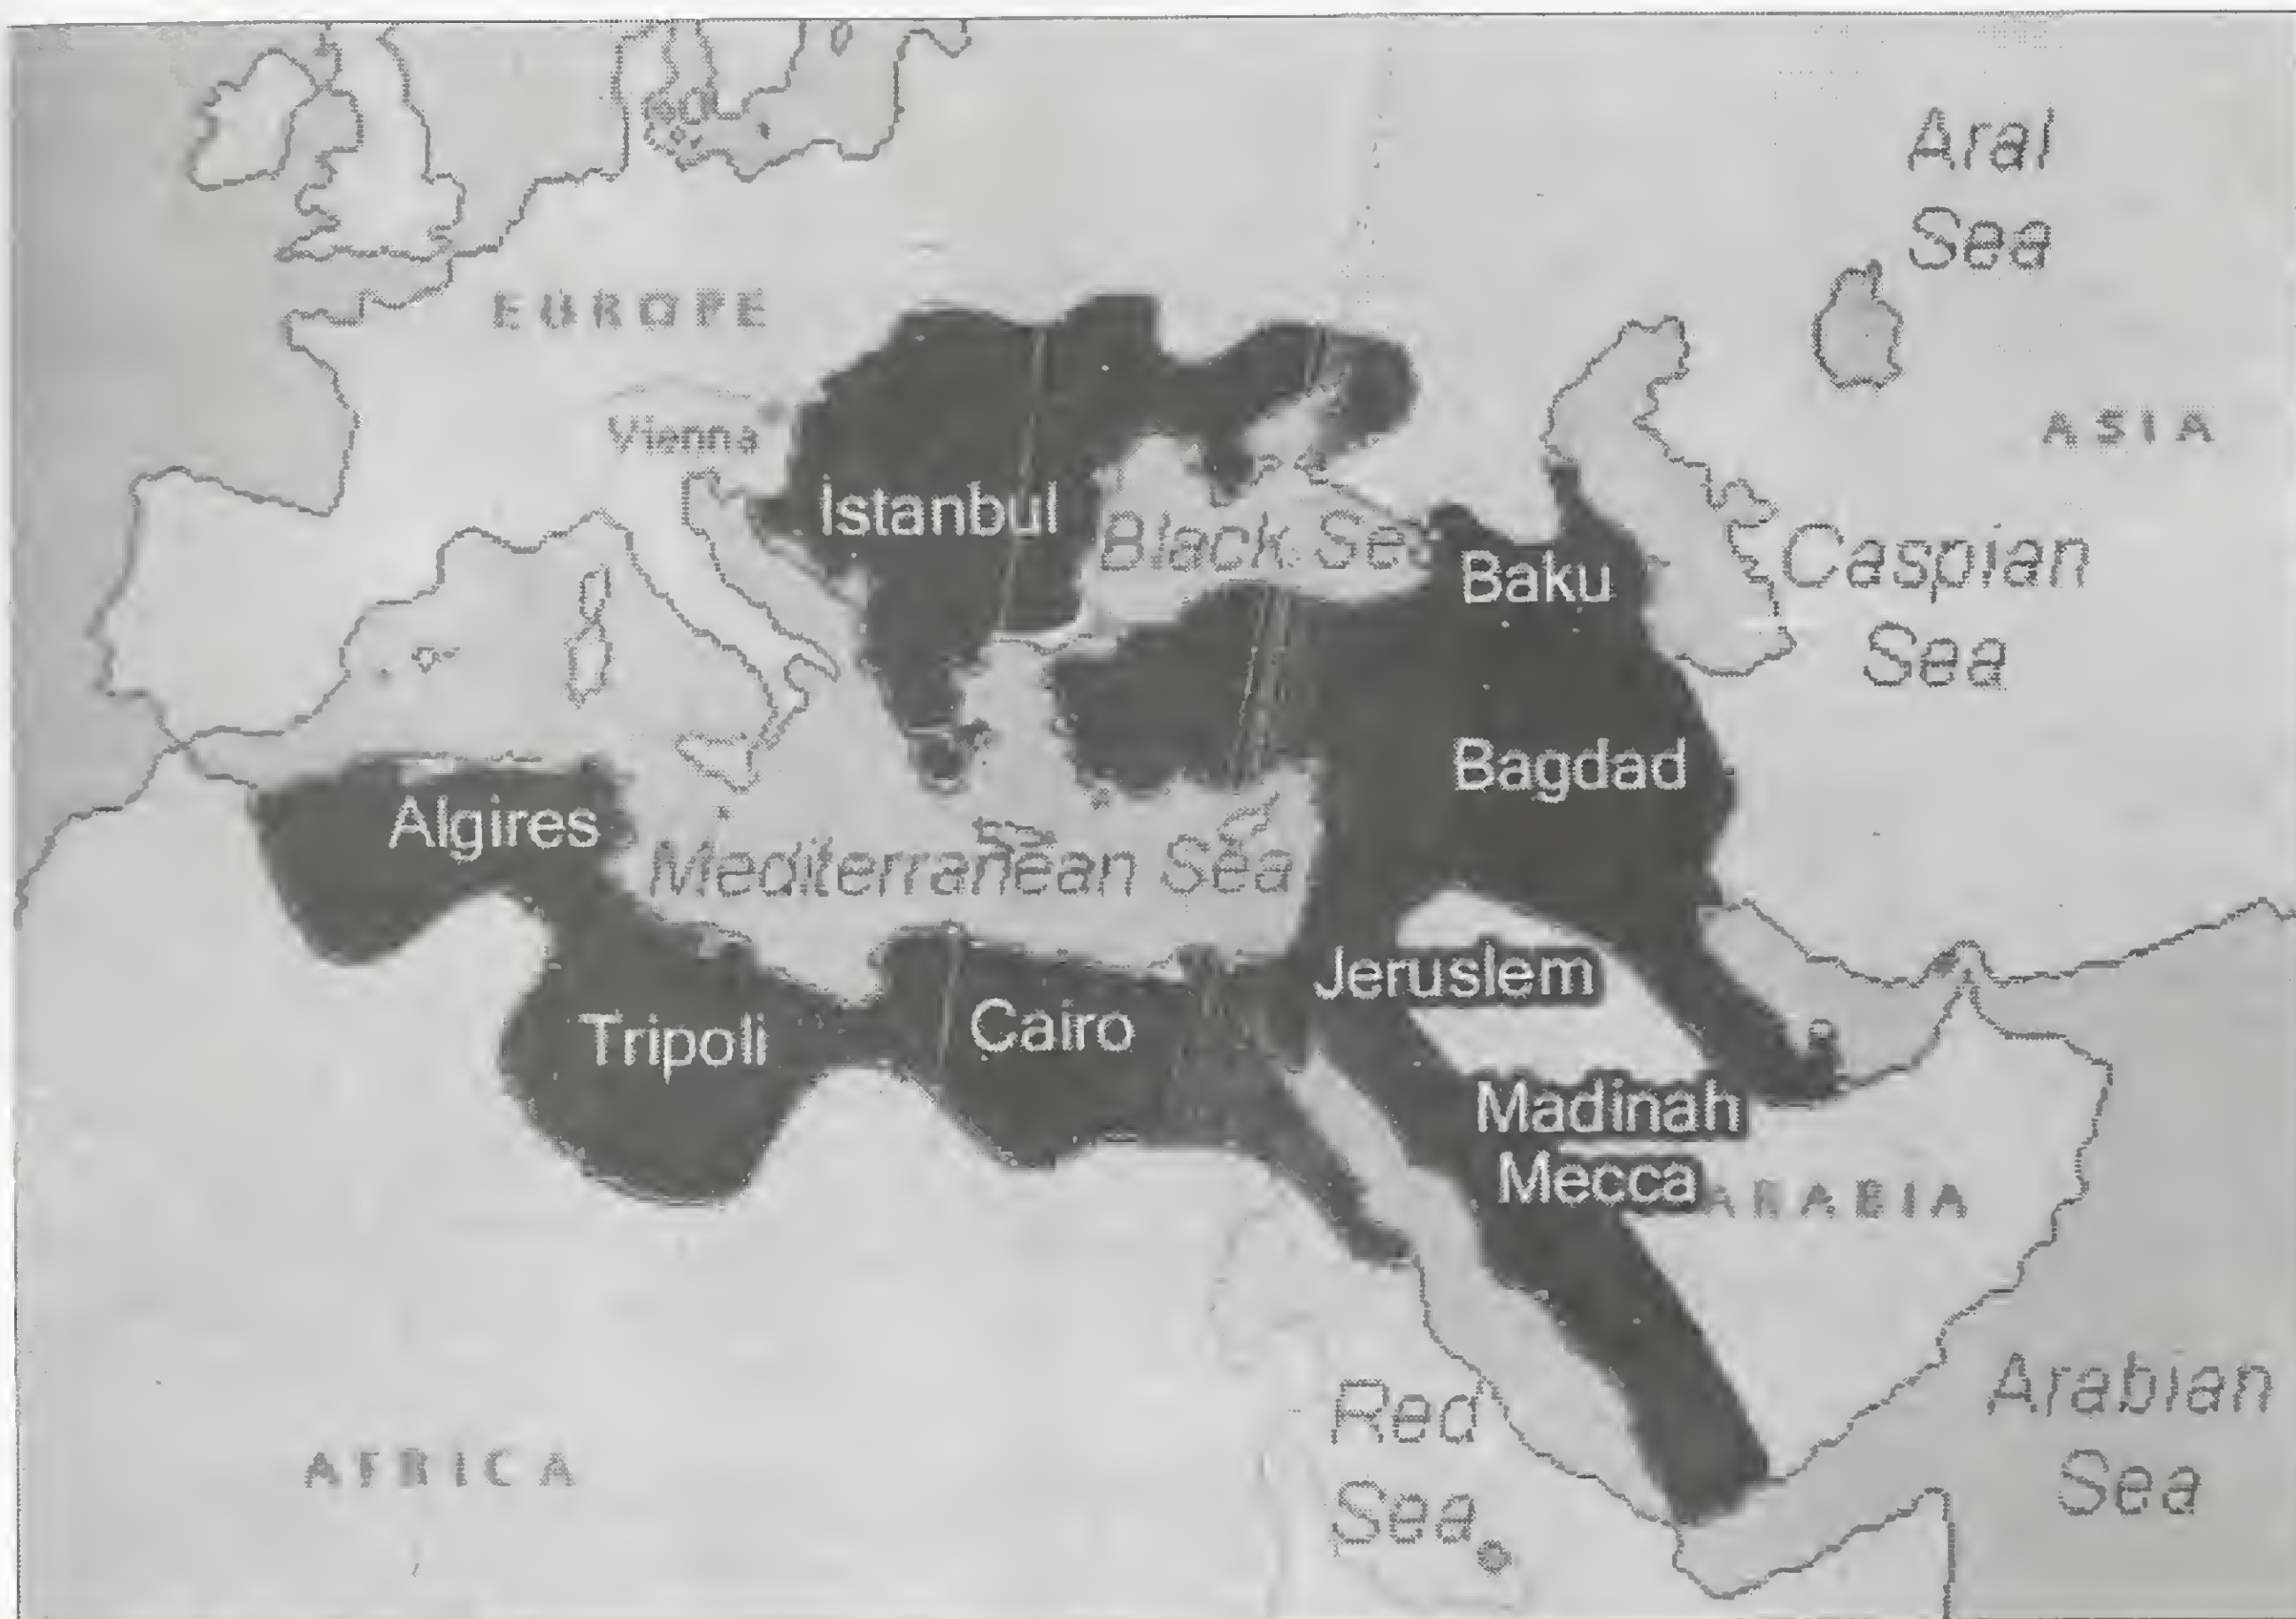 Aral
Sea
EUROPE
ASIA
Vienna
İstanbul
Black Se
Baku
Caspian
Sea
Bagdad
Algires
Mediterranean Sea
Jeruslem
Tripoli
Cairo
Madinah
Mecca
ARABIA
Red
Sea
Arabian
Sea
AFRICA